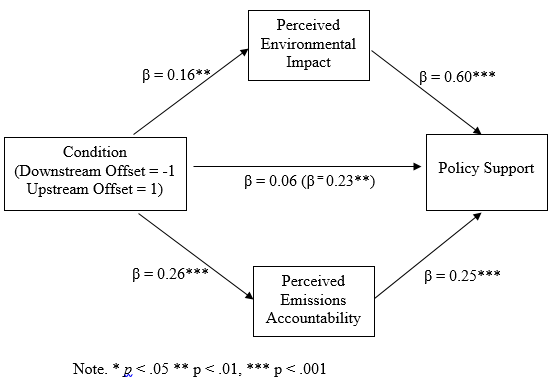 Perceived
Environmental
Impact
β = 0.16**
β = 0.60***
Condition
(Downstream Offset = -1
Upstream Offset = 1)
Policy Support
β = 0.06 (β = 0.23**)
β = 0.26***
β = 0.25***
Perceived
Emissions
Accountability
Note. * p < .05 ** p < .01, *** p < .001